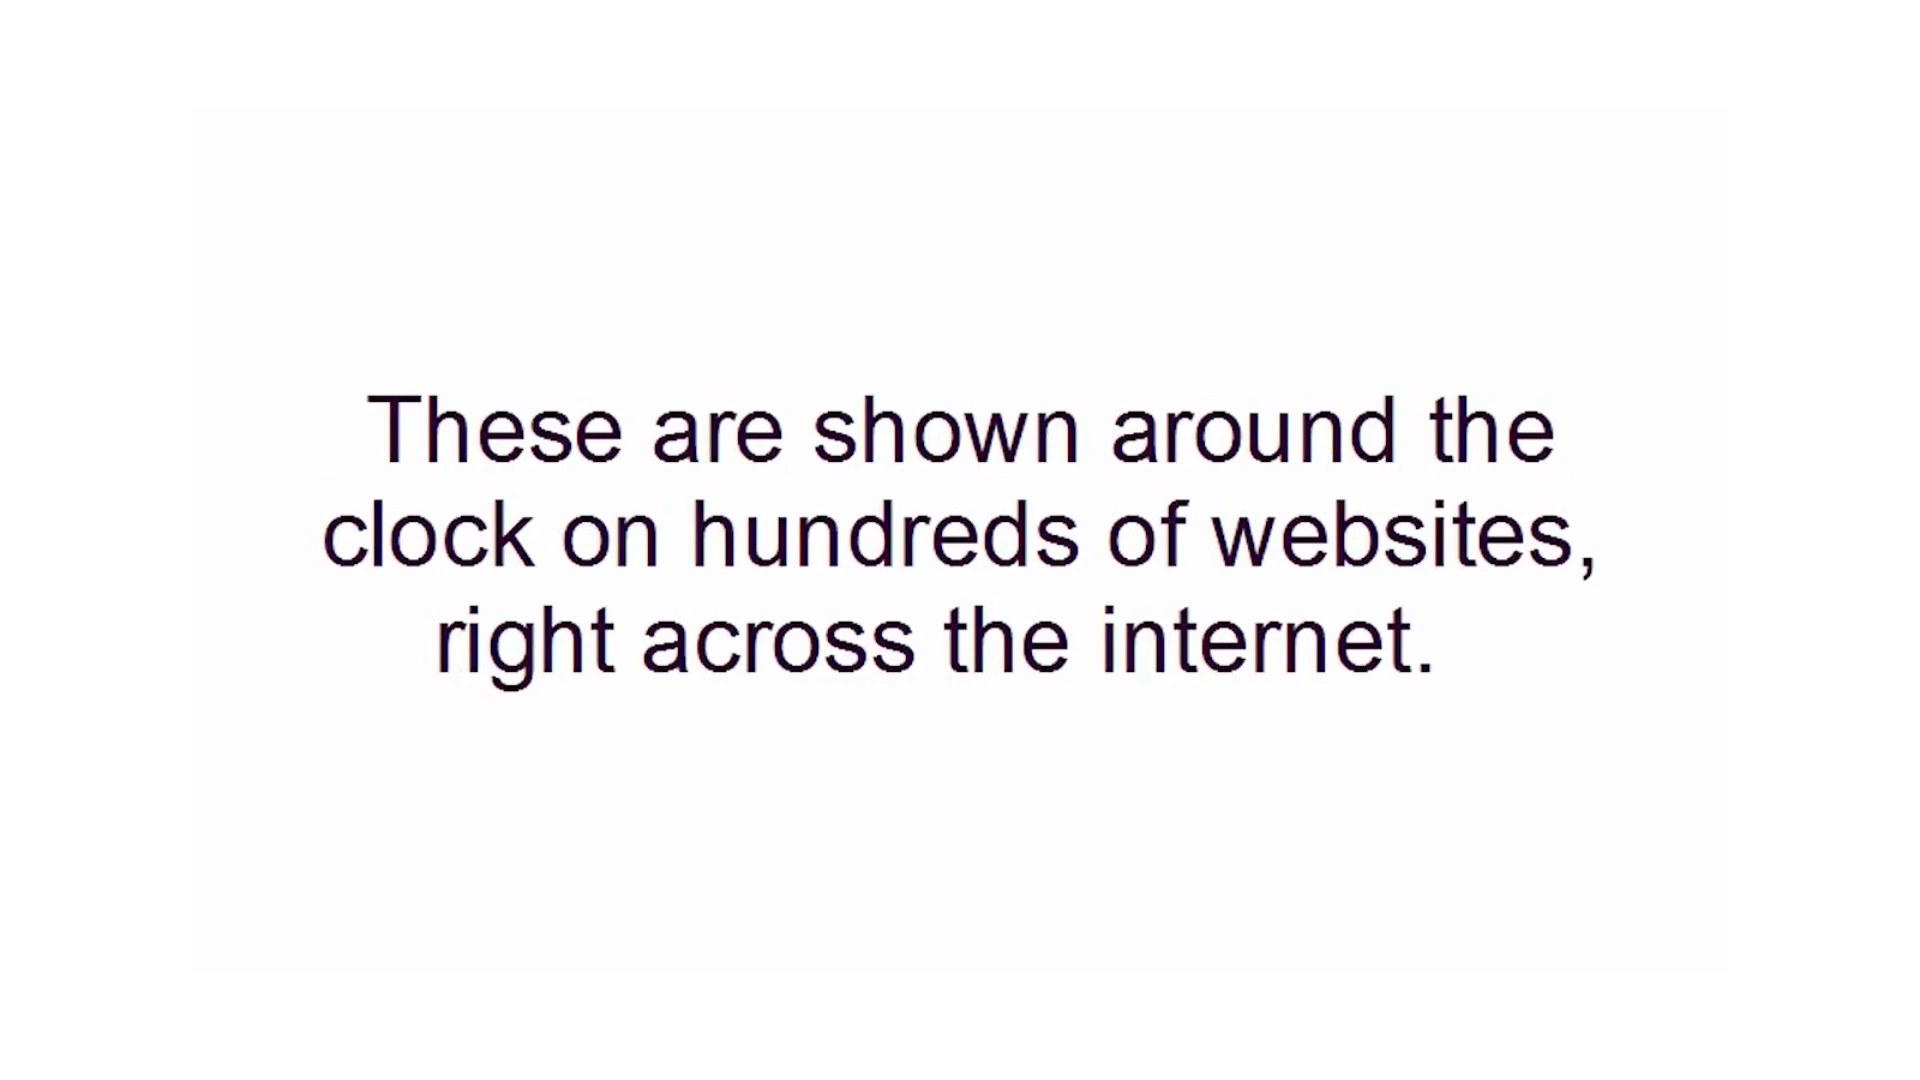 These are shown around the
clock on hundreds of websites,
right across the internet.